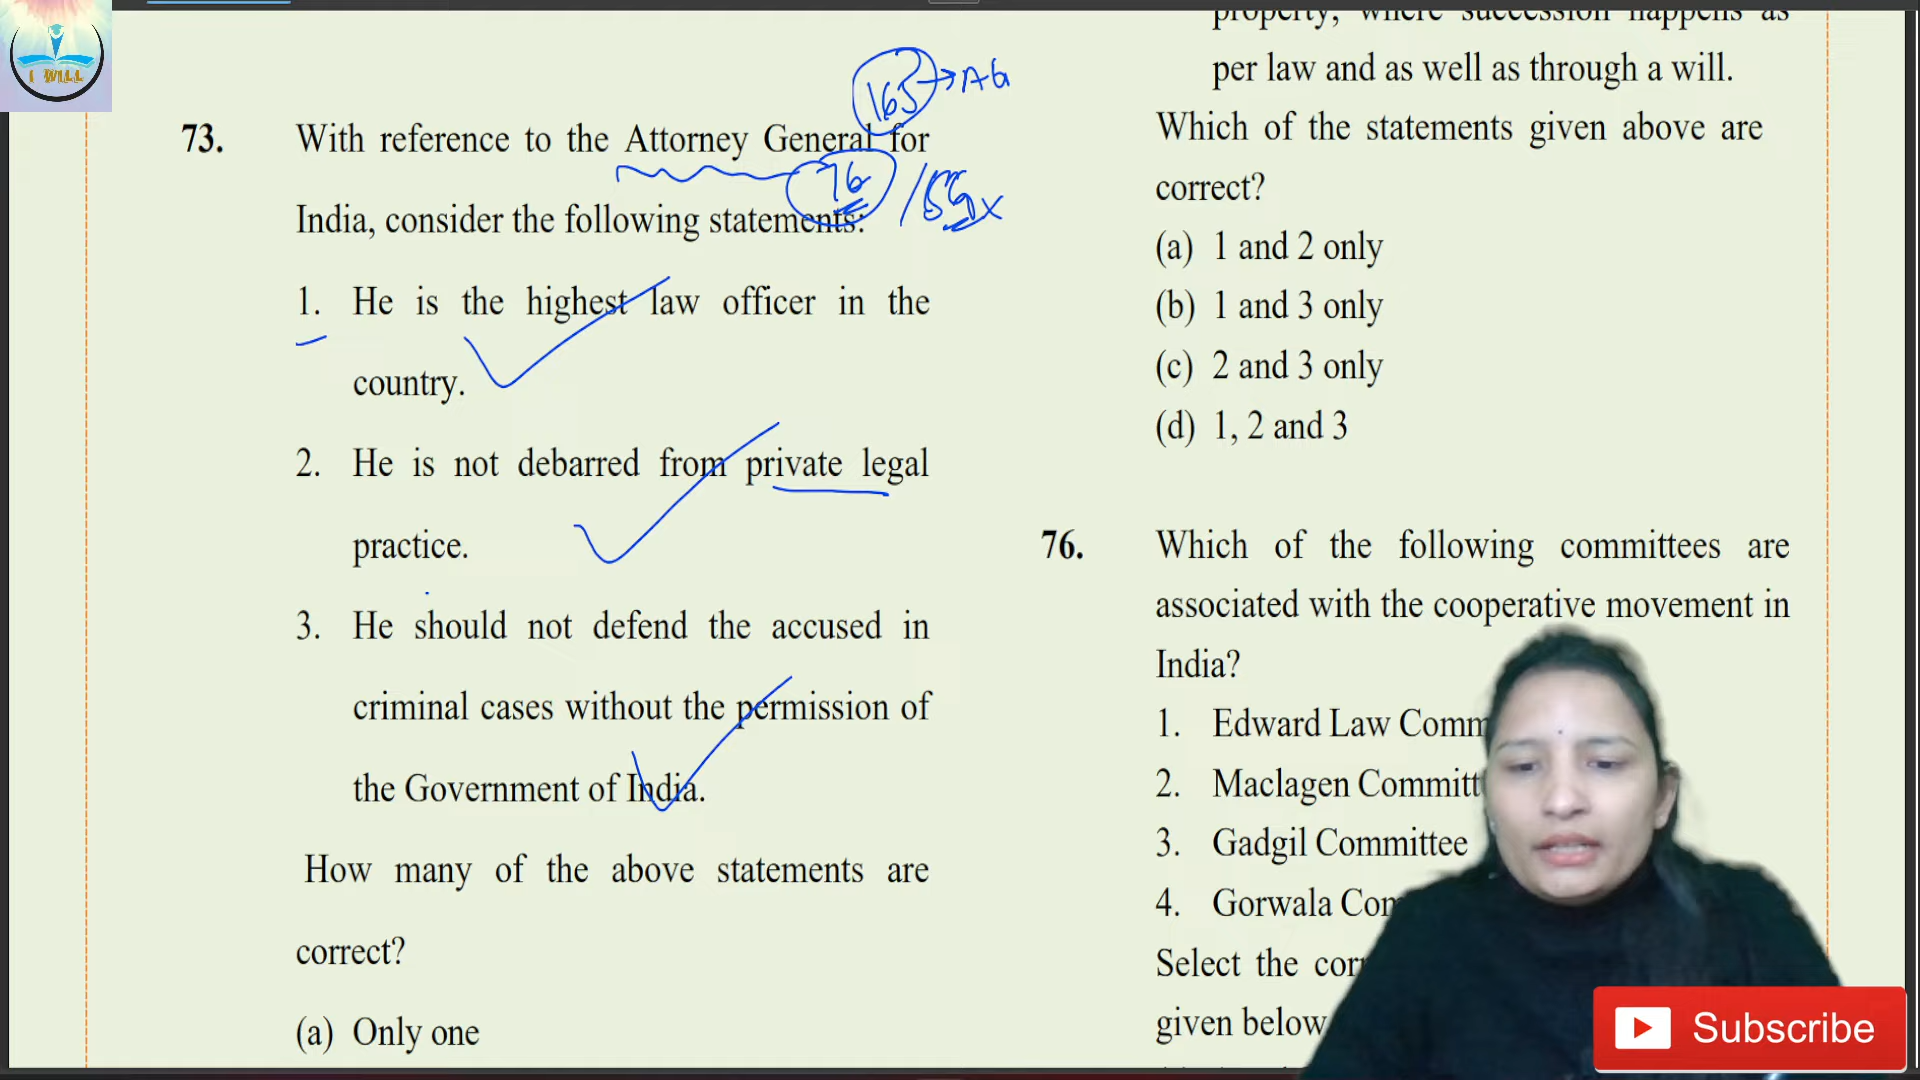 I WILL
165 → AG
73. With reference to the Attorney General for
76
India, consider the following statements:
1. He is the highest law officer in the
country.
2. He is not debarred from private legal
practice.
3. He should not defend the accused in
criminal cases without the permission of
the Government of India.
How many of the above statements are
correct?
(a) Only one
property, where succession happens as
per law and as well as through a will.
Which of the statements given above are
correct?
(a) 1 and 2 only
(b) 1 and 3 only
(c) 2 and 3 only
(d) 1, 2 and 3
76. Which of the following committees are
associated with the cooperative movement in
India?
1. Edward Law Comm
2. Maclagen Committ
3. Gadgil Committee
4. Gorwala Com
Select the corr
given below
Subscribe